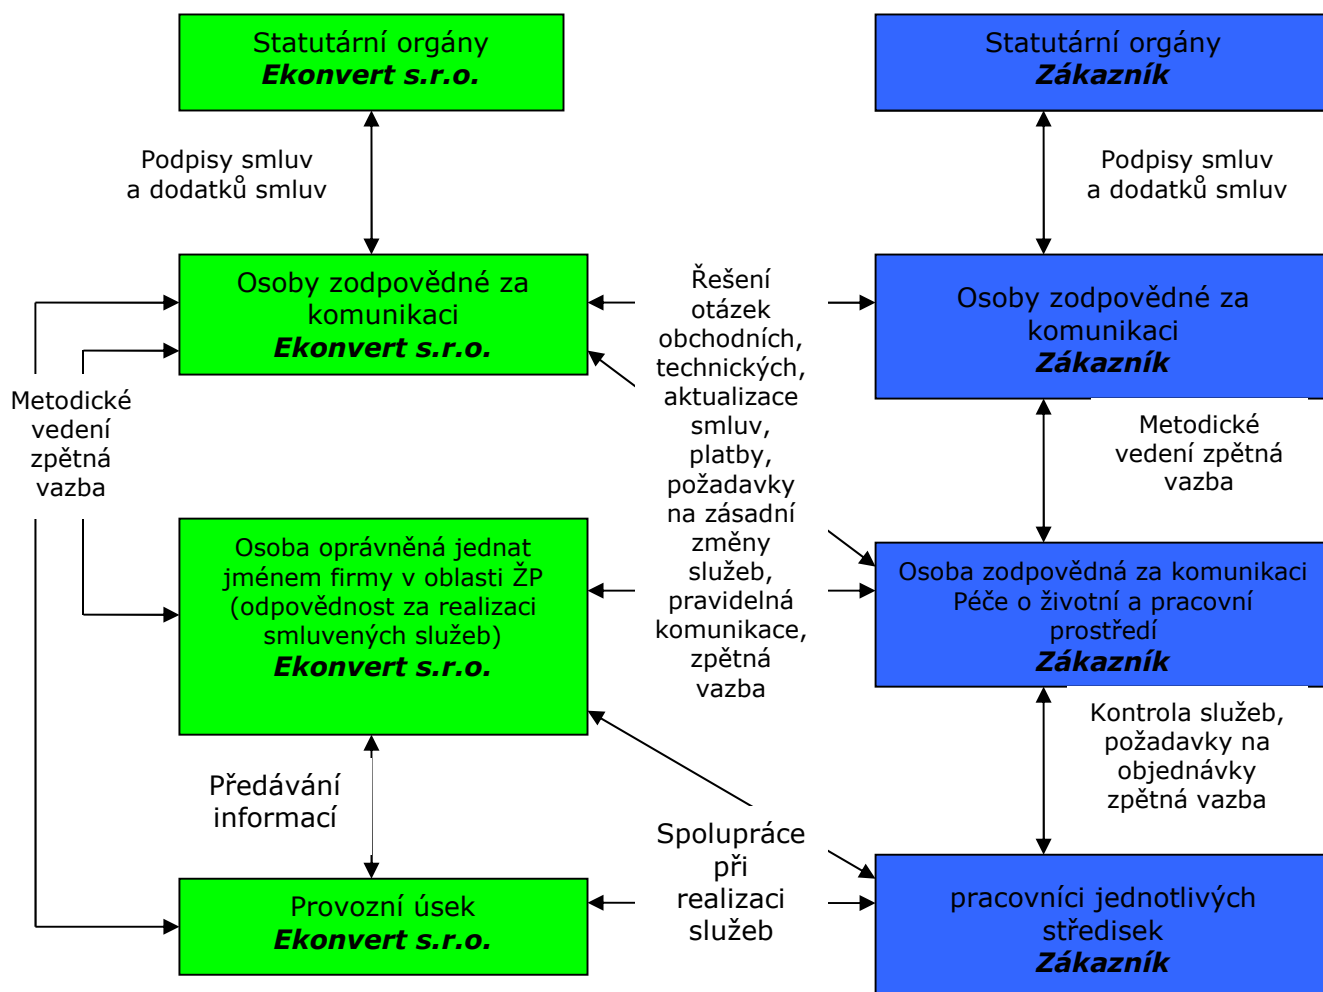 Statutární orgány
Ekonvert s.r.o.
Statutární orgány
Zákazník
Podpisy smluv
a dodatků smluv
Podpisy smluv
a dodatků smluv
Osoby zodpovědné za
komunikaci
Ekonvert s.r.o.
Řešení
otázek
obchodních,
technických,
aktualizace
smluv,
platby,
požadavky
na zásadní
změny
služeb,
pravidelná
komunikace,
zpětná
vazba
Osoby zodpovědné za
komunikaci
Zákazník
Metodické
vedení
zpětná
vazba
Metodické
vedení zpětná
vazba
Osoba oprávněná jednat
jménem firmy v oblasti ŽP
(odpovědnost za realizaci
smluvených služeb)
Ekonvert s.r.o.
Osoba zodpovědná za komunikaci
Péče o životní a pracovní
prostředí
Zákazník
Předávání
informací
Kontrola služeb,
požadavky na
objednávky
zpětná vazba
Spolupráce
při
realizaci
služeb
Provozní úsek
Ekonvert s.r.o.
pracovníci jednotlivých
středisek
Zákazník